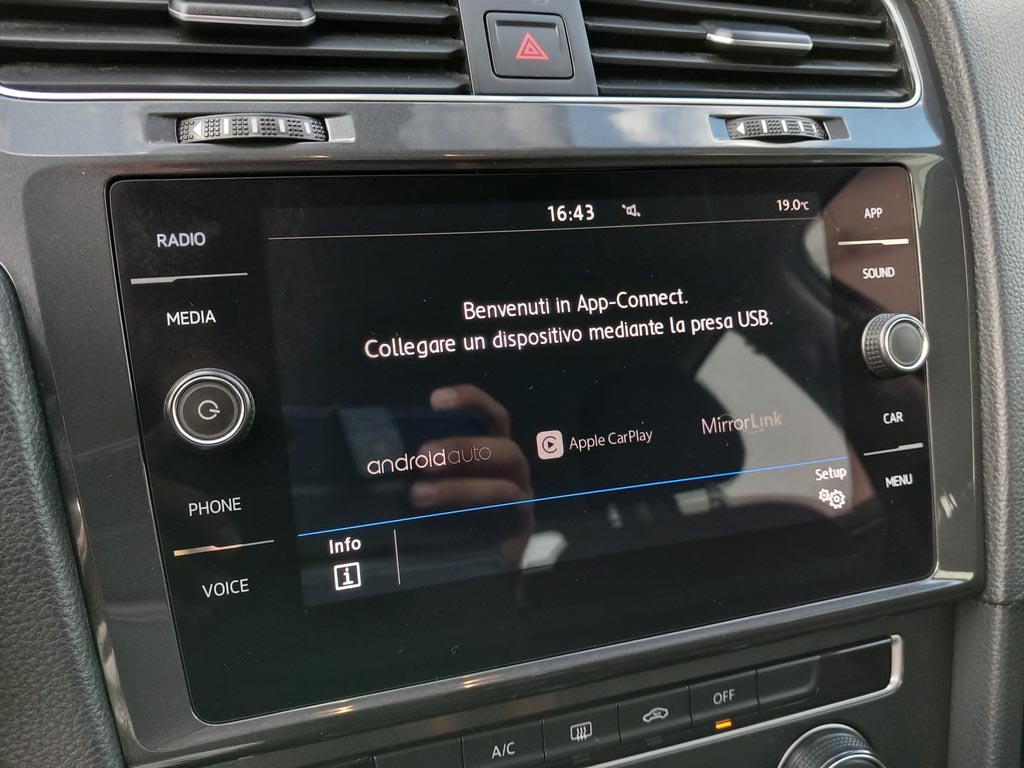 16:43
19.0°C
RADIO
MEDIA
PHONE
VOICE
Benvenuti in App-Connect.
Collegare un dispositivo mediante la presa USB.
androidauto
Apple CarPlay
MirrorLink
Setup
Info
i
APP
SOUND
CAR
MENU
A/C
OFF